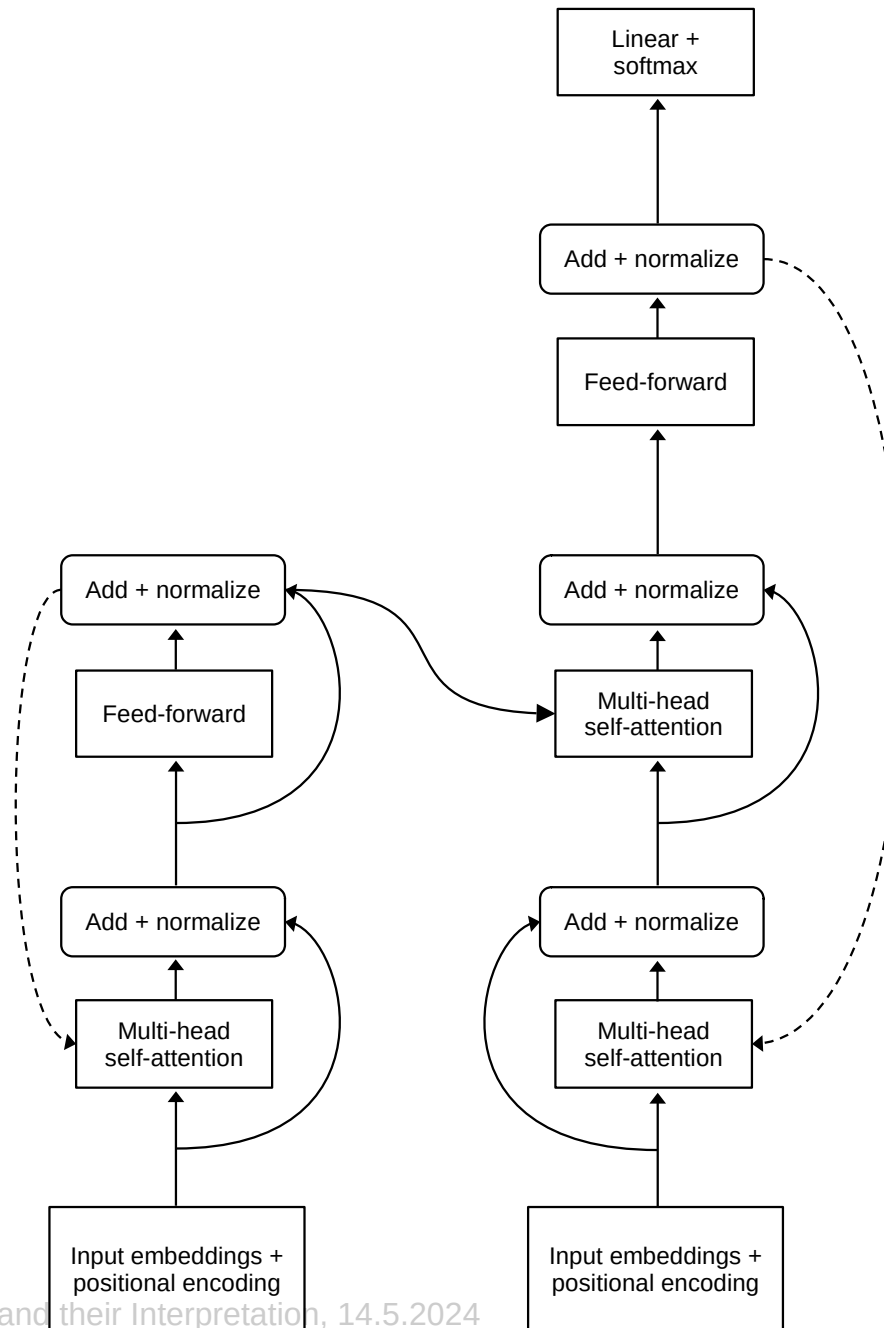 Linear +
softmax
Add + normalize
Feed-forward
Add + normalize
Add + normalize
Feed-forward
Multi-head
self-attention
Add + normalize
Add + normalize
Multi-head
self-attention
Multi-head
self-attention
Input embeddings +
positional encoding
Input embeddings +
positional encoding
and their Interpretation, 14.5.2024